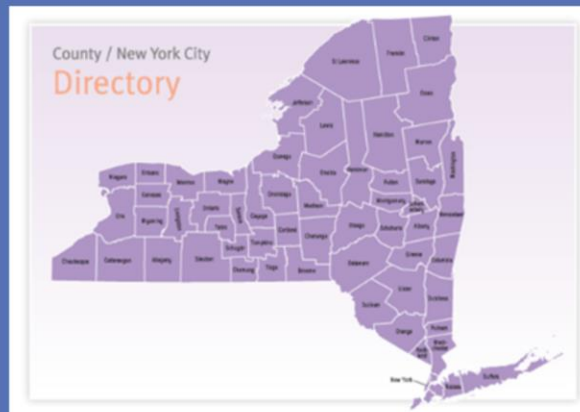 County / New York City
Directory
Clinton
Franklin
St Lawrence
Essex
Jefferson
Lewis
Hamilton
Warren
Washington
Oswego
Oneida
Herkimer
Fulton
Saratoga
Niagara
Orleans
Monroe
Wayne
Genesee
Onondaga
Madison
Montgomery
Rensselaer
Erie
Wyoming
Livingston
Ontario
Yates
Seneca
Cayuga
Cortland
Chenango
Otsego
Schoharie
Albany
Schuyler
Tompkins
Chautauqua
Cattaraugus
Allegany
Steuben
Chemung
Tioga
Broome
Delaware
Greene
Columbia
Ulster
Dutchess
Sullivan
Orange
Putnam
New York
Nassau
Suffolk